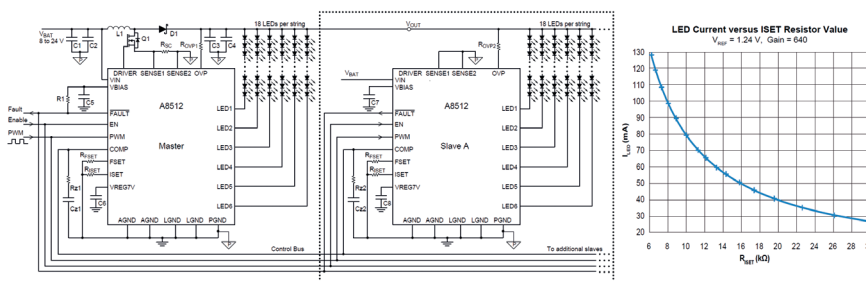 VBAT
8 to 24 V
C1 C2
L1
Q1
D1
RSC
ROVP1
C3 C4
18 LEDs per string
DRIVER SENSE1 SENSE2 OVP
VIN
VBIAS
R1
C5
A8512
Master
Fault
Enable
PWM
FAULT
EN
PWM
COMP
FSET
ISET
VREG7V
RFSET
RISET
Rz1
Cz1
C6
LED1
LED2
LED3
LED4
LED5
LED6
AGND AGND LGND LGND PGND
Control Bus
VOUT
ROVP2
18 LEDs per string
DRIVER SENSE1 SENSE2 OVP
VBAT
VIN
VBIAS
C7
A8512
Slave A
FAULT
EN
PWM
COMP
FSET
ISET
VREG7V
RFSET
RISET
Rz2
Cz2
C8
LED1
LED2
LED3
LED4
LED5
LED6
AGND AGND LGND LGND PGND
To additional slaves
LED Current versus ISET Resistor Value
VREF = 1.24 V, Gain = 640
ILED (mA)
130
120
110
100
90
80
70
60
50
40
30
20
6 8 10 12 14 16 18 20 22 24 26 28
RISET (kΩ)